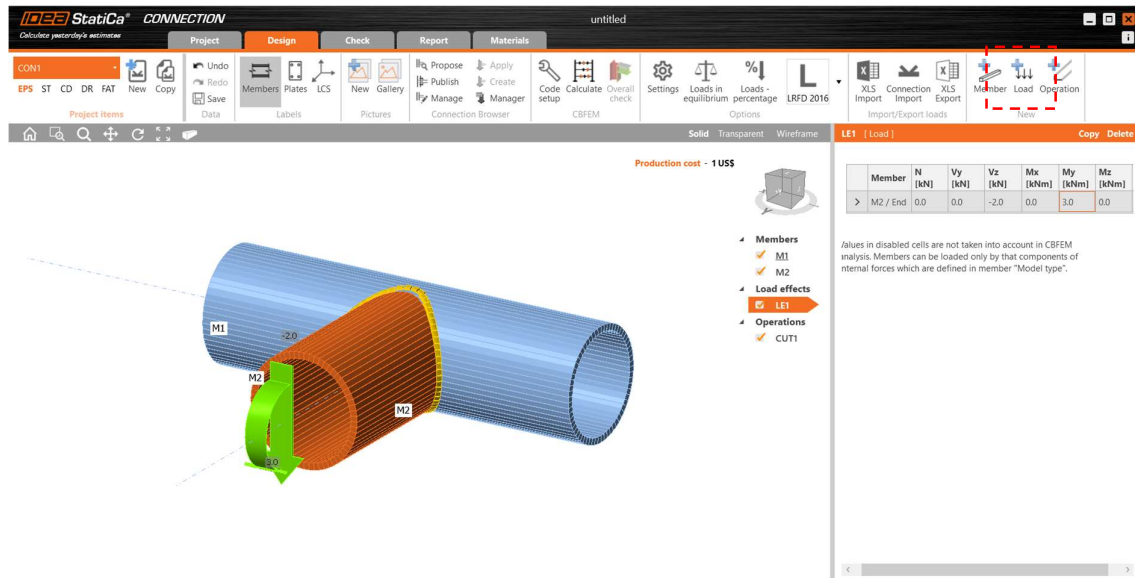 IDEA StatiCa® CONNECTION
untitled
Calculate yesterday's estimates
Project Design Check Report Materials
i
CON1
EPS ST CD DR FAT
New Copy
Project items
Undo
Redo
Save
Data
Members Plates LCS
Labels
New Gallery
Pictures
Propose Apply
Publish Create
Manage Manager
Connection Browser
Code setup Calculate Overall check
CBFEM
Settings Loads in equilibrium Loads - percentage LRFD 2016
Options
XLS Import Connection Import XLS Export
Import/Export loads
Member Load Operation
New
Solid Transparent Wireframe
LE1 [ Load ] Copy Delete
Production cost - 1 US$
Member N [kN] Vy [kN] Vz [kN] Mx [kNm] My [kNm] Mz [kNm]
> M2 / End 0.0 0.0 -2.0 0.0 3.0 0.0
Values in disabled cells are not taken into account in CBFEM
analysis. Members can be loaded only by that components of
nternal forces which are defined in member "Model type".
Members
M1
M2
Load effects
LE1
Operations
CUT1
M1
-2.0
M2
M2
3.0